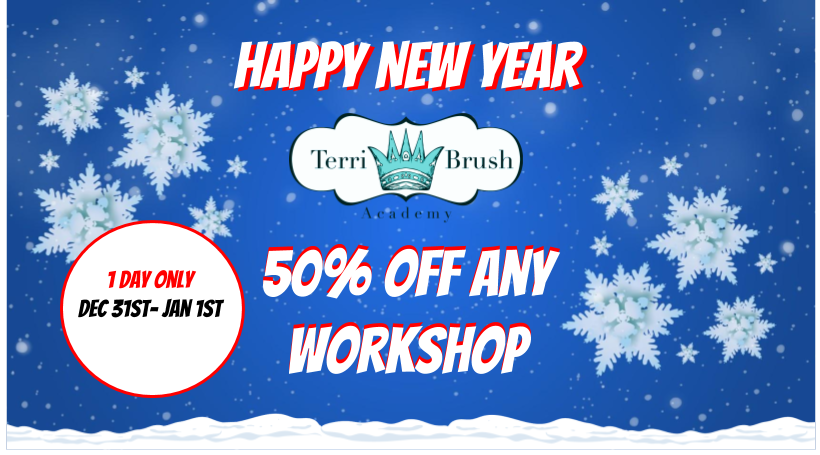 HAPPY NEW YEAR
Terri Brush
Academy
50% OFF ANY
WORKSHOP
1 DAY ONLY
DEC 31ST- JAN 1ST